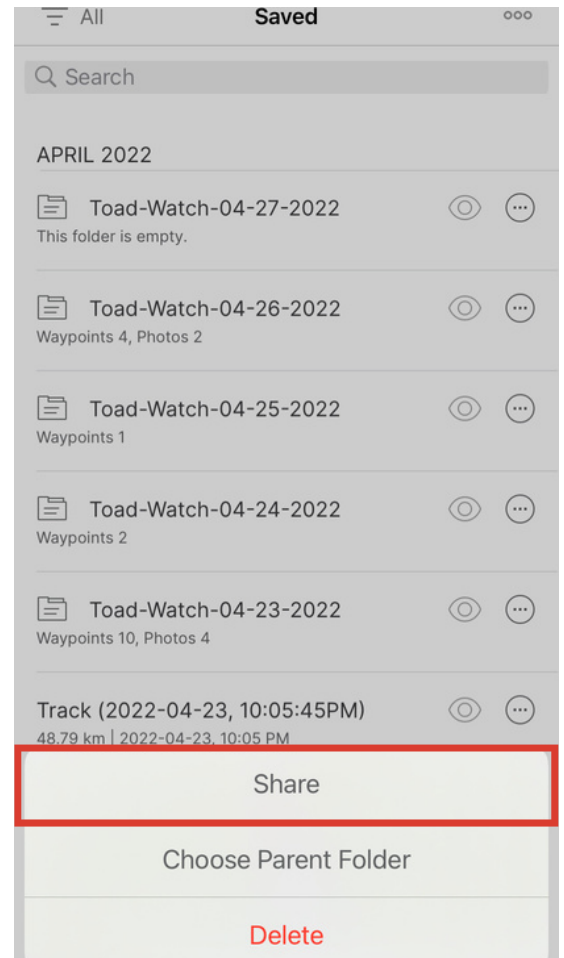 All
Saved
Search
APRIL 2022
Toad-Watch-04-27-2022
This folder is empty.
Toad-Watch-04-26-2022
Waypoints 4, Photos 2
Toad-Watch-04-25-2022
Waypoints 1
Toad-Watch-04-24-2022
Waypoints 2
Toad-Watch-04-23-2022
Waypoints 10, Photos 4
Track (2022-04-23, 10:05:45PM)
48.79 km | 2022-04-23, 10:05 PM
Share
Choose Parent Folder
Delete